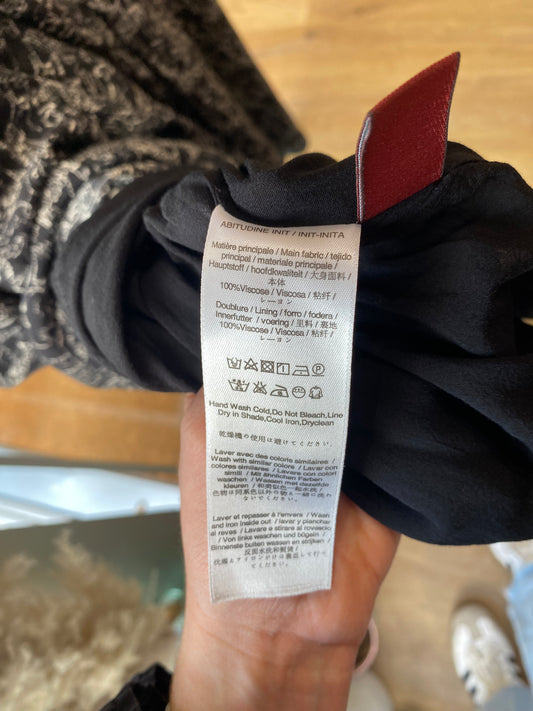 ABITUDINE INIT / INIT-INITA
Matière principale / Main fabric / tejido
principal / materiale principale /
Hauptstoff / hoofdkwaliteit / 大身面料 /
本体
100%Viscose / Viscosa / 粘纤 /
レーヨン
Doublure / Lining / forro / fodera /
Innerfutter / voering / 里料 / 裏地
100%Viscose / Viscosa / 粘纤 /
レーヨン
Hand Wash Cold,Do Not Bleach,Line
Dry in Shade,Cool Iron,Dryclean
乾燥機の使用は避けてください。
Laver avec des coloris similaires /
Wash with similar colors / Lavar con
colores similares / Lavare con colori
simili / Mit ähnlichen Farben
waschen / Wassen met dezelfde
kleuren / 和类似色一起水洗 /
色物は同系色以外の物と一緒に洗わ
ないでください。
Laver et repasser à l'envers / Wash
and iron inside out / lavar y planchar
al revés / Lavare e stirare al rovescio
/ Von links waschen und bügeln /
Binnenste buiten wassen en strijken /
反面水洗和熨烫 /
洗濯&アイロンがけは裏返して行っ
てください。